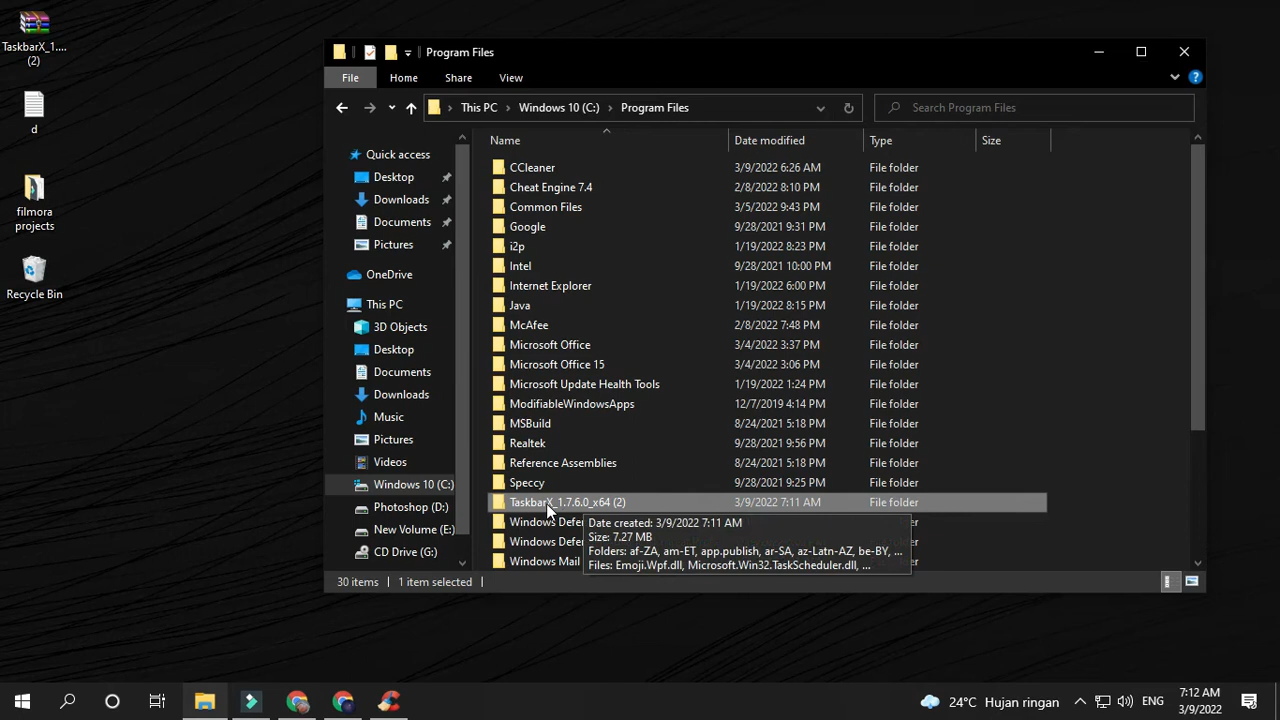 TaskbarX_1....
(2)
d
filmora
projects
Recycle Bin
Program Files
File Home Share View
This PC Windows 10 (C:) Program Files
Search Program Files
Name Date modified Type Size
Quick access
Desktop
Downloads
Documents
Pictures
OneDrive
This PC
3D Objects
Desktop
Documents
Downloads
Music
Pictures
Videos
Windows 10 (C:)
Photoshop (D:)
New Volume (E:)
CD Drive (G:)
CCleaner 3/9/2022 6:26 AM File folder
Cheat Engine 7.4 2/8/2022 8:10 PM File folder
Common Files 3/5/2022 9:43 PM File folder
Google 9/28/2021 9:31 PM File folder
i2p 1/19/2022 8:23 PM File folder
Intel 9/28/2021 10:00 PM File folder
Internet Explorer 1/19/2022 6:00 PM File folder
Java 1/19/2022 8:15 PM File folder
McAfee 2/8/2022 7:48 PM File folder
Microsoft Office 3/4/2022 3:37 PM File folder
Microsoft Office 15 3/4/2022 3:06 PM File folder
Microsoft Update Health Tools 1/19/2022 1:24 PM File folder
ModifiableWindowsApps 12/7/2019 4:14 PM File folder
MSBuild 8/24/2021 5:18 PM File folder
Realtek 9/28/2021 9:56 PM File folder
Reference Assemblies 8/24/2021 5:18 PM File folder
Speccy 9/28/2021 9:25 PM File folder
TaskbarX_1.7.6.0_x64 (2) 3/9/2022 7:11 AM File folder
Windows Defe
Windows Defe
Windows Mail
Date created: 3/9/2022 7:11 AM
Size: 7.27 MB
Folders: af-ZA, am-ET, app.publish, ar-SA, az-Latn-AZ, be-BY, ...
Files: Emoji.Wpf.dll, Microsoft.Win32.TaskScheduler.dll, ...
30 items 1 item selected
24°C Hujan ringan ENG
7:12 AM
3/9/2022